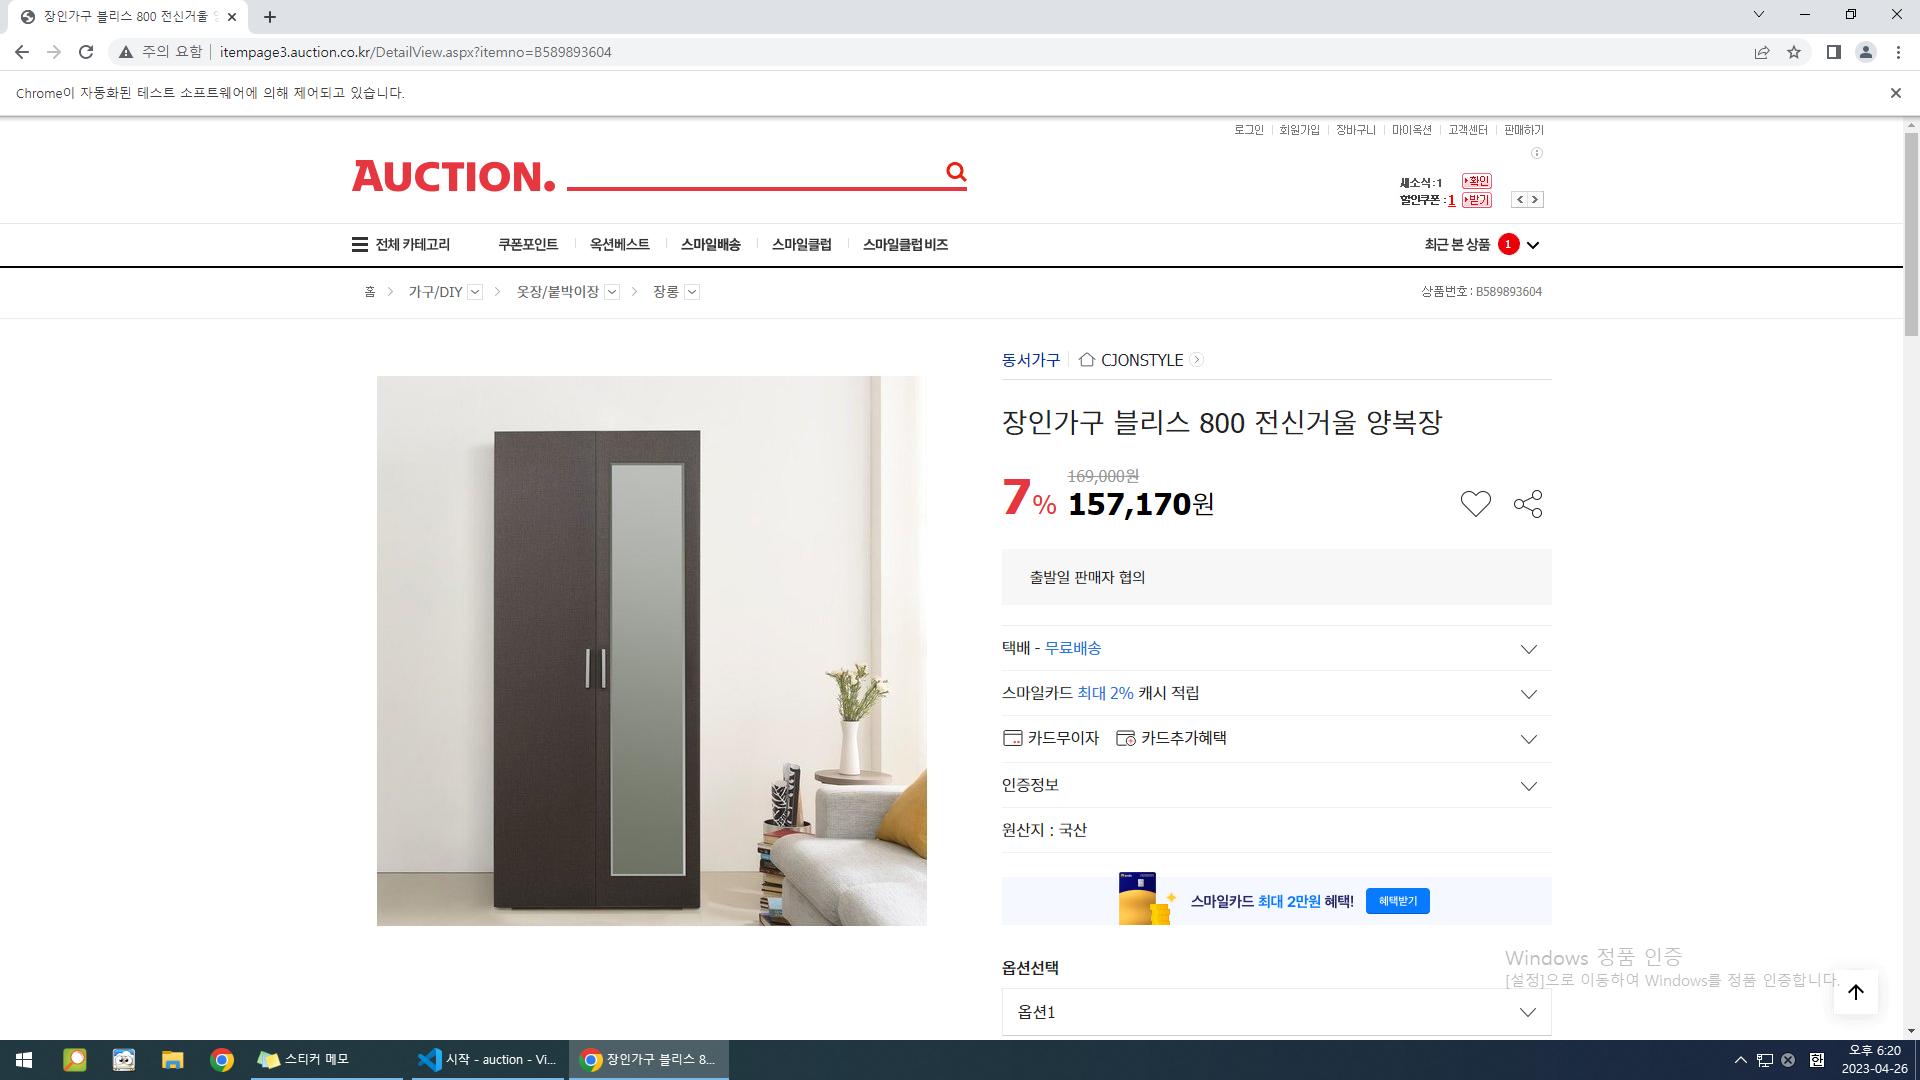 장인가구 블리스 800 전신거울
주의 요함 itempage3.auction.co.kr/DetailView.aspx?itemno=B589893604
Chrome이 자동화된 테스트 소프트웨어에 의해 제어되고 있습니다.
로그인 회원가입 장바구니 마이옥션 고객센터 판매하기
AUCTION.
새소식:1 확인
할인쿠폰:1 받기
전체 카테고리 쿠폰포인트 옥션베스트 스마일배송 스마일클럽 스마일클럽 비즈 최근 본 상품 1
홈 가구/DIY 옷장/붙박이장 장롱 상품번호 : B589893604
동서가구 CJONSTYLE
장인가구 블리스 800 전신거울 양복장
169,000원
7% 157,170원
출발일 판매자 협의
택배 - 무료배송
스마일카드 최대 2% 캐시 적립
카드무이자 카드추가혜택
인증정보
원산지 : 국산
스마일카드 최대 2만원 혜택! 혜택받기
Windows 정품 인증
[설정]으로 이동하여 Windows를 정품 인증합니다.
옵션선택
옵션1
스티커 메모 시작 - auction - Vi... 장인가구 블리스 8... 한 오후 6:20
2023-04-26